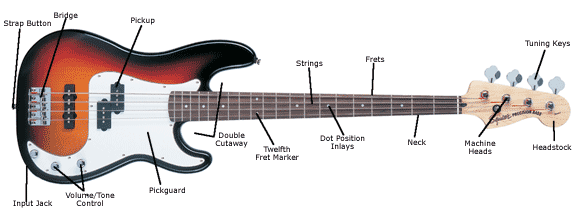 Bridge
Pickup
Strap Button
Tuning Keys
Strings
Frets
Double
Cutaway
Twelfth
Fret Marker
Dot Position
Inlays
Neck
Machine
Heads
Headstock
Pickguard
Volume/Tone
Control
Input Jack